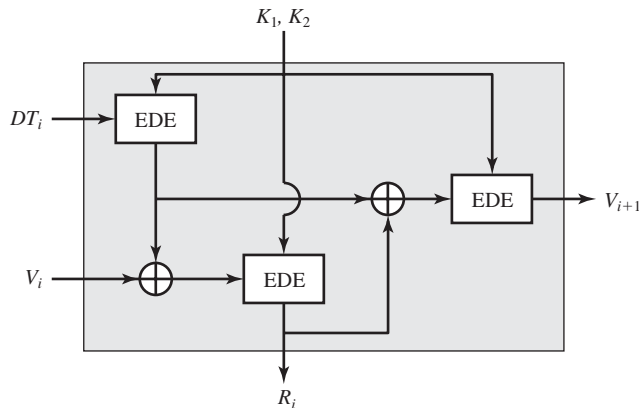 K₁, K₂
DTᵢ
EDE
EDE
Vᵢ₊₁
Vᵢ
EDE
Rᵢ